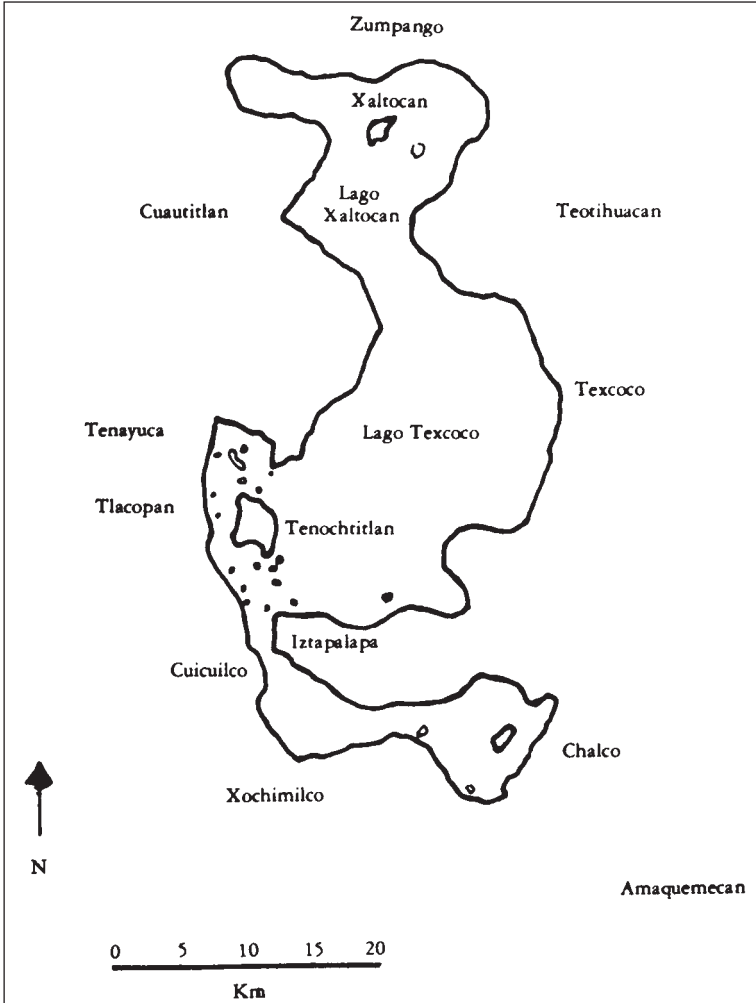 Zumpango
Xaltocan
Lago
Xaltocan
Cuautitlan
Teotihuacan
Texcoco
Tenayuca
Lago Texcoco
Tlacopan
Tenochtitlan
Iztapalapa
Cuicuilco
Chalco
Xochimilco
N
Amaquemecan
0 5 10 15 20
Km